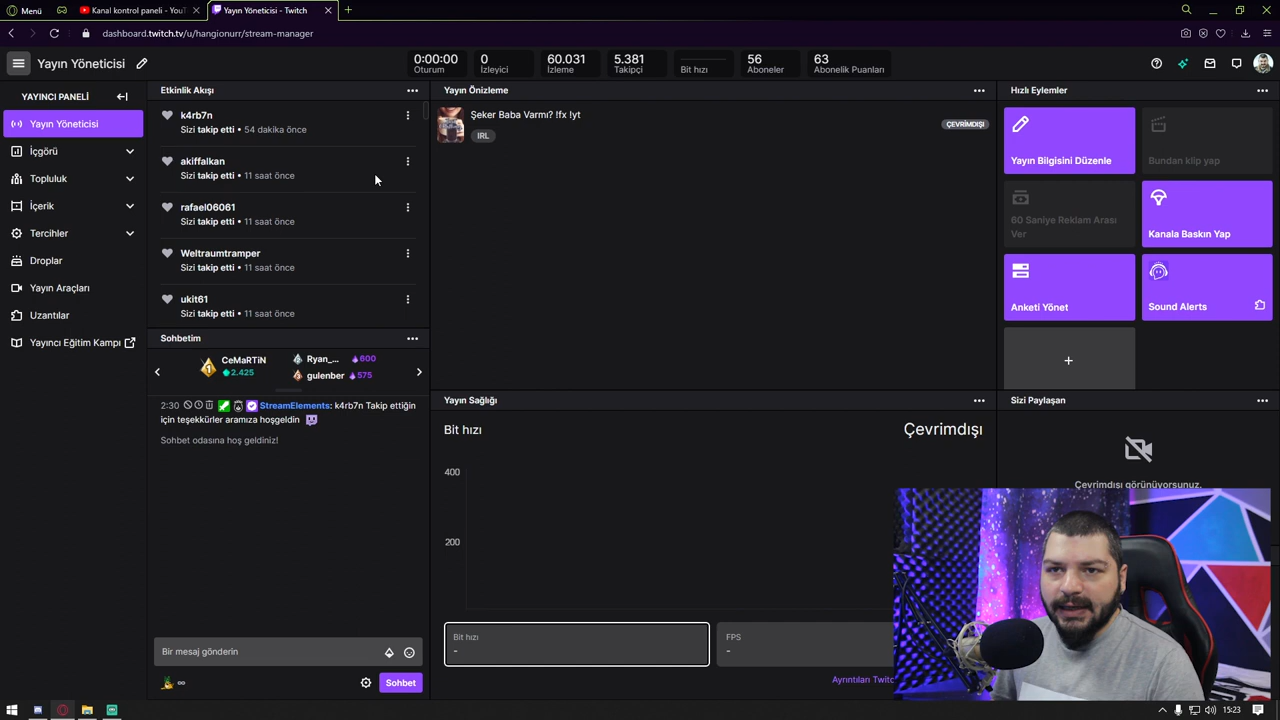 Menü
Kanal kontrol paneli - YouT
Yayın Yöneticisi - Twitch
dashboard.twitch.tv/u/hangionurr/stream-manager
Yayın Yöneticisi
0:00:00
Oturum
0
İzleyici
60.031
İzleme
5.381
Takipçi
Bit hızı
56
Aboneler
63
Abonelik Puanları
YAYINCI PANELİ
Yayın Yöneticisi
İçgörü
Topluluk
İçerik
Tercihler
Droplar
Yayın Araçları
Uzantılar
Yayıncı Eğitim Kampı
Etkinlik Akışı
k4rb7n
Sizi takip etti • 54 dakika önce
akiffalkan
Sizi takip etti • 11 saat önce
rafael06061
Sizi takip etti • 11 saat önce
Weltraumtramper
Sizi takip etti • 11 saat önce
ukit61
Sizi takip etti • 11 saat önce
Sohbetim
1
CeMaRTiN
2.425
Ryan_...
600
gulenber
575
2:30 StreamElements: k4rb7n Takip ettiğin
için teşekkürler aramıza hoşgeldin
Sohbet odasına hoş geldiniz!
Bir mesaj gönderin
∞
Sohbet
Yayın Önizleme
Şeker Baba Varmı? !fx !yt
IRL
ÇEVRİMDIŞI
Yayın Sağlığı
Bit hızı
Çevrimdışı
400
200
Bit hızı
-
FPS
-
Ayrıntıları Twitc
Hızlı Eylemler
Yayın Bilgisini Düzenle
Bundan klip yap
60 Saniye Reklam Arası
Ver
Kanala Baskın Yap
Anketi Yönet
Sound Alerts
+
Sizi Paylaşan
Çevrimdışı görünüyorsunuz.
15:23